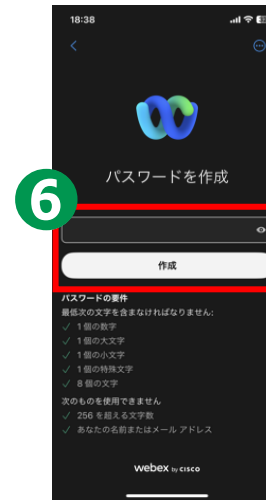 18:38
パスワードを作成
6
作成
パスワードの要件
最低次の文字を含まなければなりません:
1 個の数字
1 個の大文字
1 個の小文字
1 個の特殊文字
8 個の文字
次のものを使用できません
256 を超える文字数
あなたの名前またはメール アドレス
webex by CISCO